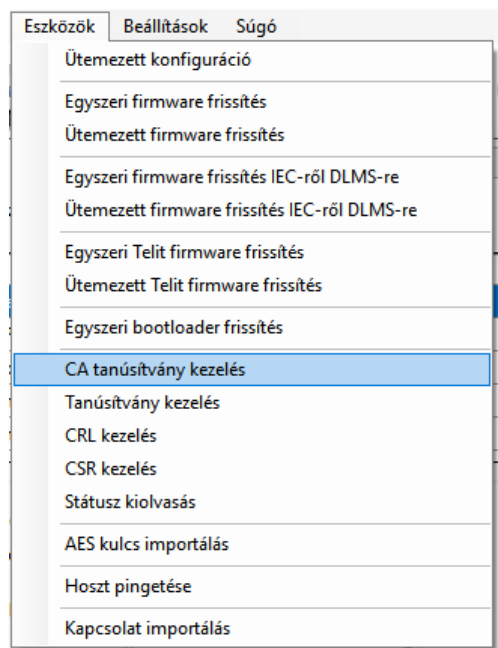 Eszközök Beállítások Súgó
Ütemezett konfiguráció
Egyszeri firmware frissítés
Ütemezett firmware frissítés
Egyszeri firmware frissítés IEC-ről DLMS-re
Ütemezett firmware frissítés IEC-ről DLMS-re
Egyszeri Telit firmware frissítés
Ütemezett Telit firmware frissítés
Egyszeri bootloader frissítés
CA tanúsítvány kezelés
Tanúsítvány kezelés
CRL kezelés
CSR kezelés
Státusz kiolvasás
AES kulcs importálás
Hoszt pingetése
Kapcsolat importálás